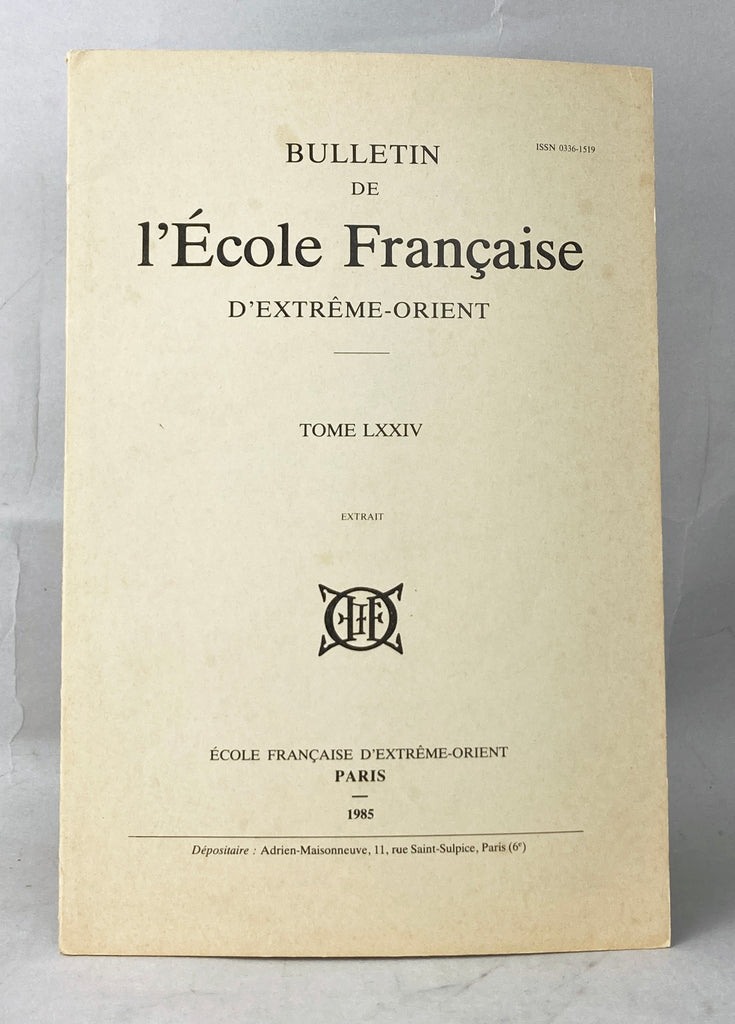 BULLETIN
ISSN 0336-1519
DE
l'École Française
D'EXTRÊME-ORIENT
TOME LXXIV
EXTRAIT
ÉCOLE FRANÇAISE D'EXTRÊME-ORIENT
PARIS
1985
Dépositaire : Adrien-Maisonneuve, 11, rue Saint-Sulpice, Paris (6e)